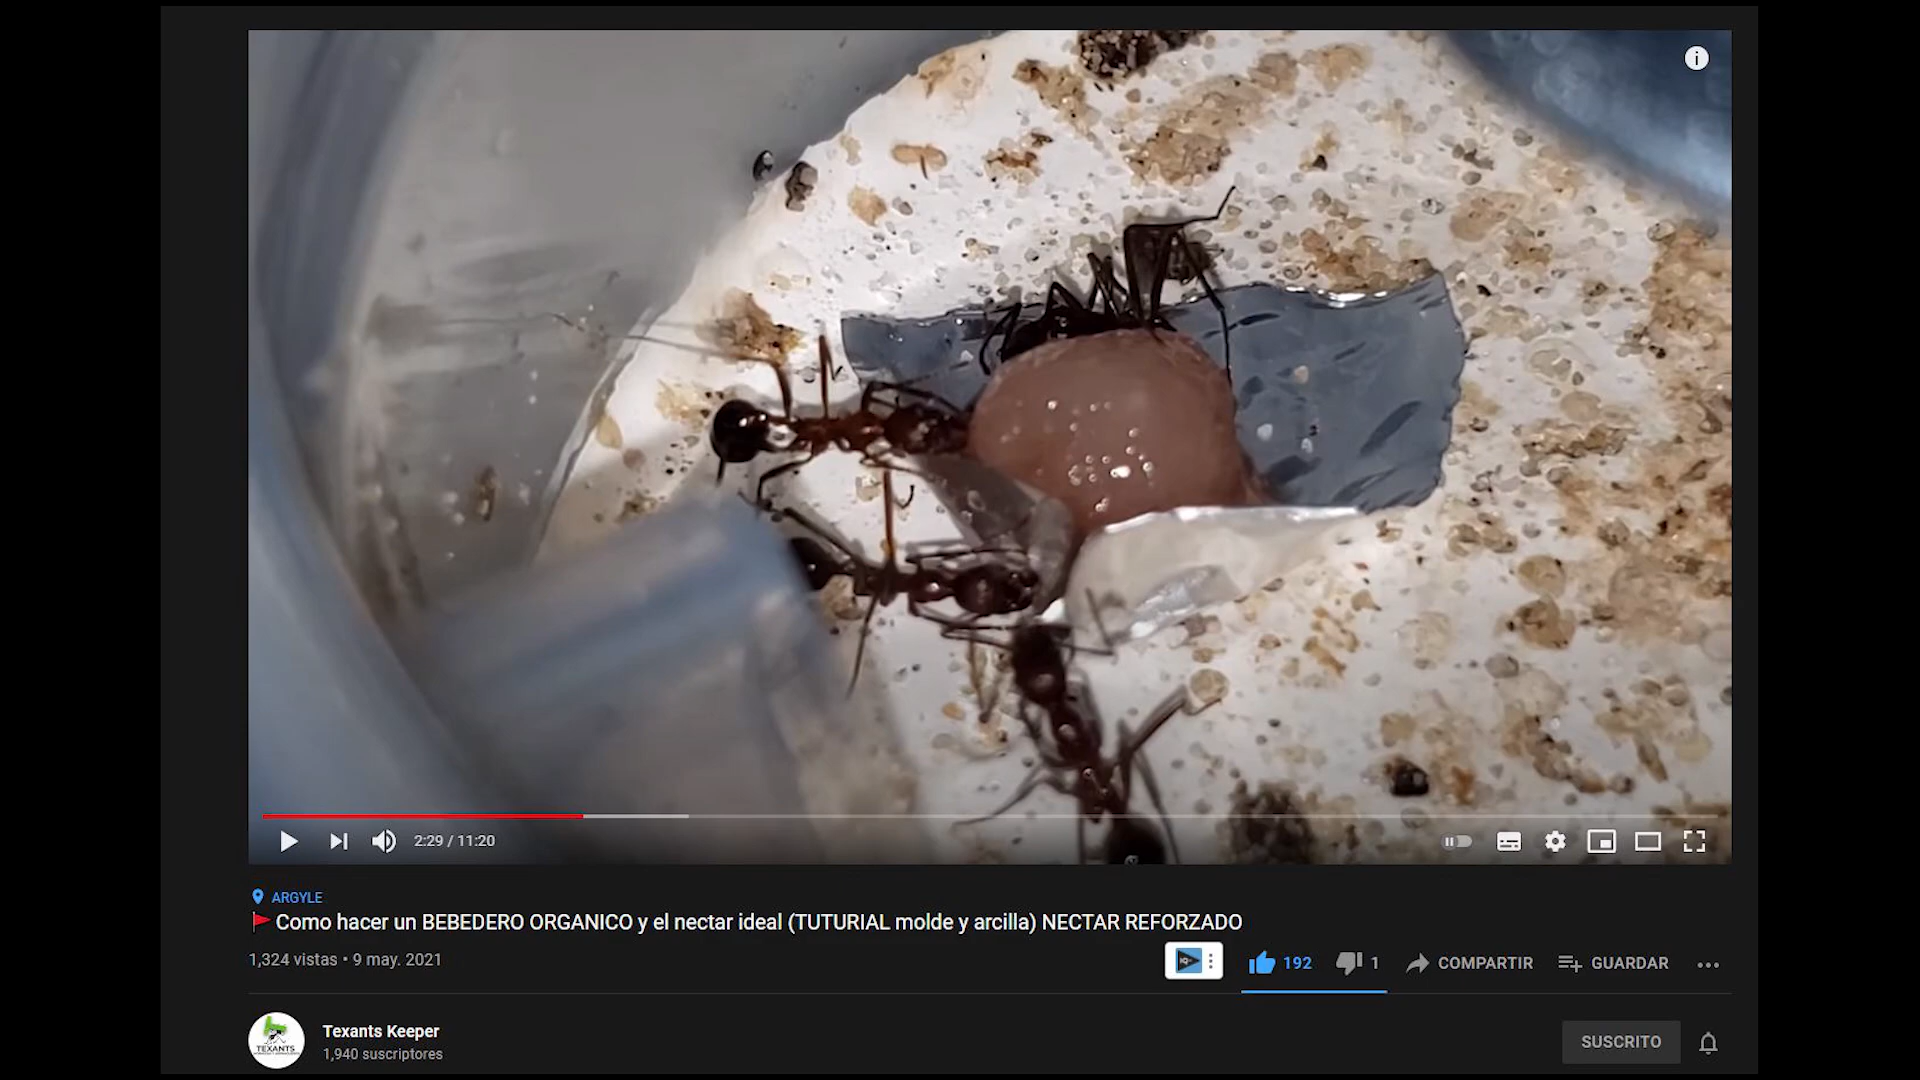 2:29 / 11:20
ARGYLE
Como hacer un BEBEDERO ORGANICO y el nectar ideal (TUTURIAL molde y arcilla) NECTAR REFORZADO
1,324 vistas • 9 may. 2021
192
1
COMPARTIR
GUARDAR
TEXANTS
Texants Keeper
1,940 suscriptores
SUSCRITO